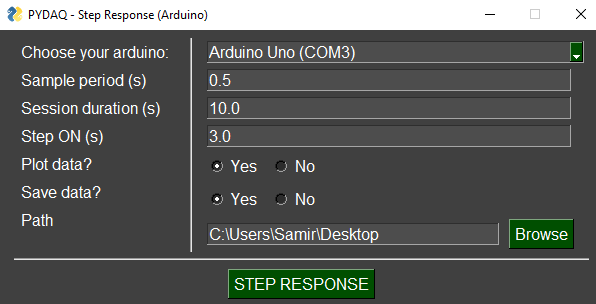 PYDAQ - Step Response (Arduino)
Choose your arduino: Arduino Uno (COM3)
Sample period (s) 0.5
Session duration (s) 10.0
Step ON (s) 3.0
Plot data? Yes No
Save data? Yes No
Path C:\Users\Samir\Desktop Browse
STEP RESPONSE